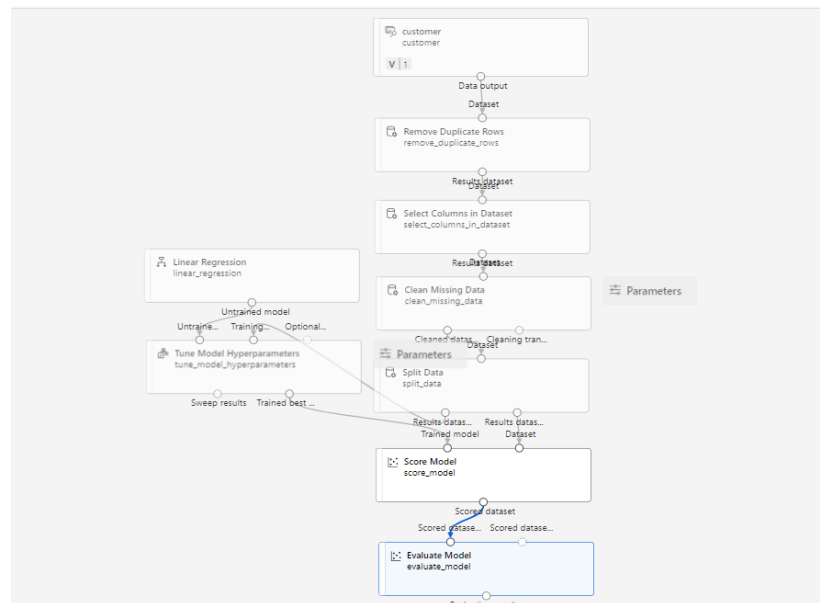 customer
customer
V 1
Data output
Dataset
Remove Duplicate Rows
remove_duplicate_rows
Results dataset
Dataset
Select Columns in Dataset
select_columns_in_dataset
Results dataset
Dataset
Linear Regression
linear_regression
Clean Missing Data
clean_missing_data
Parameters
Untrained model
Untraine... Training... Optional...
Cleaned datas... Cleaning tran...
Dataset
Tune Model Hyperparameters
tune_model_hyperparameters
Parameters
Split Data
split_data
Sweep results Trained best ...
Results datas... Results datas...
Trained model Dataset
Score Model
score_model
Scored dataset
Scored datase... Scored datase...
Evaluate Model
evaluate_model